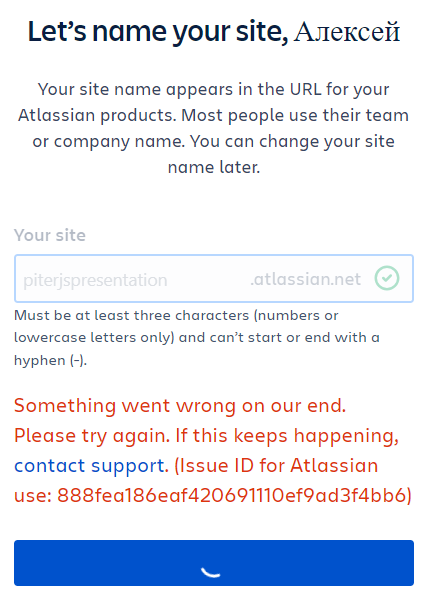 Let’s name your site, Алексей
Your site name appears in the URL for your
Atlassian products. Most people use their team
or company name. You can change your site
name later.
Your site
piterjspresentation .atlassian.net
Must be at least three characters (numbers or
lowercase letters only) and can’t start or end with a
hyphen (-).
Something went wrong on our end.
Please try again. If this keeps happening,
contact support. (Issue ID for Atlassian
use: 888fea186eaf420691110ef9ad3f4bb6)